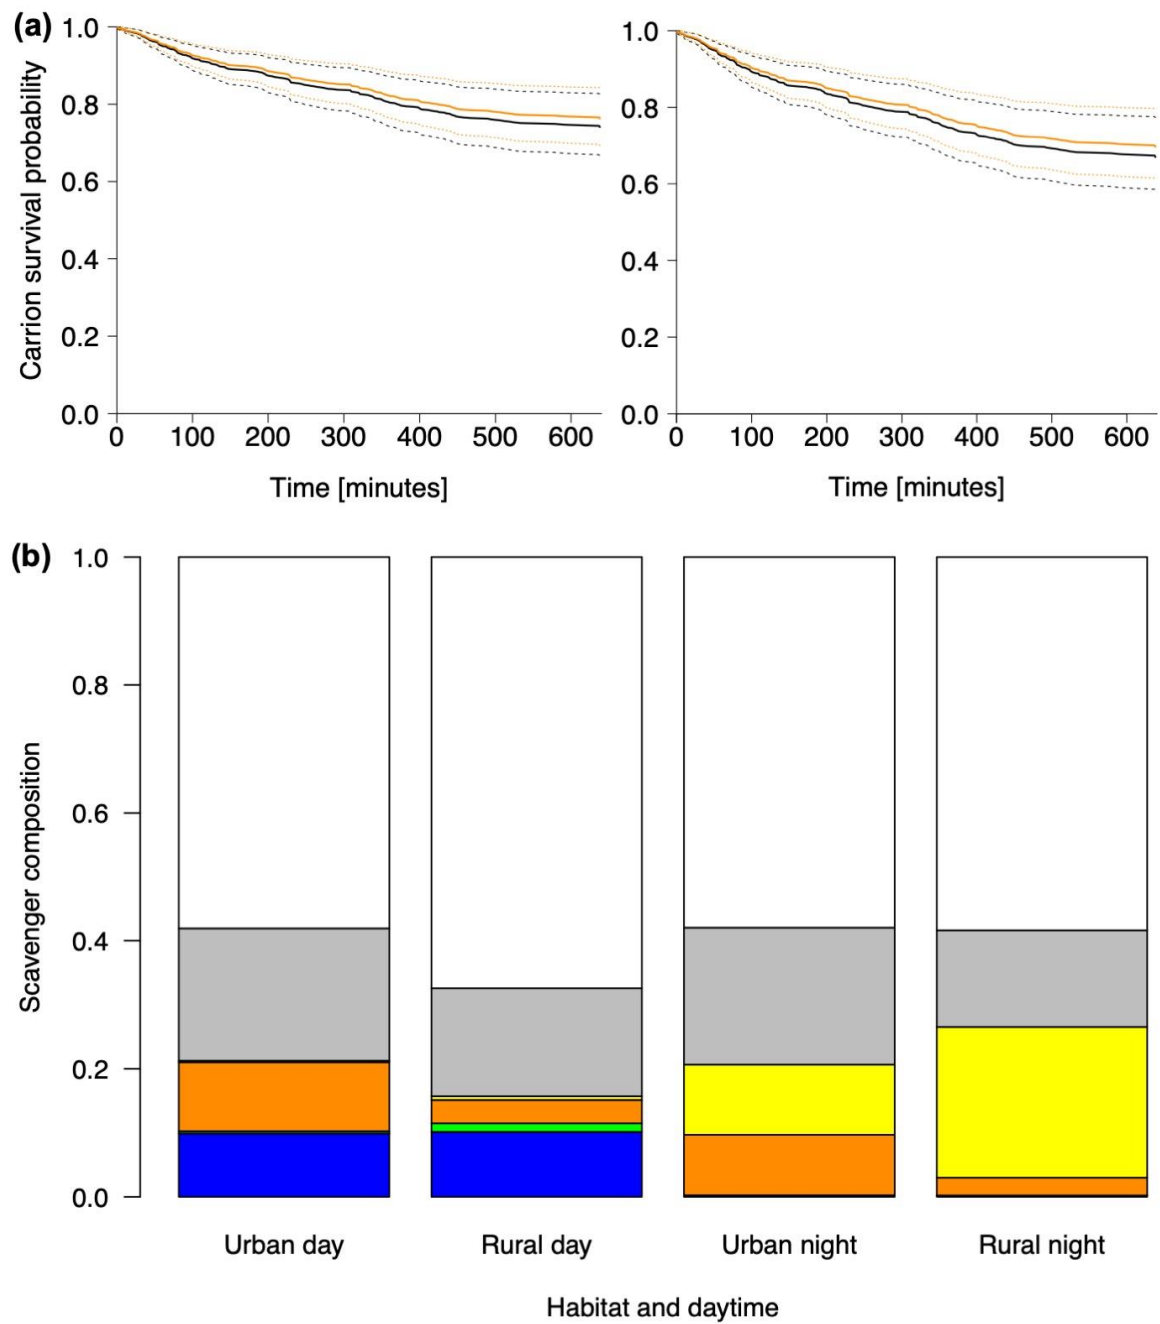 (a)
Carrion survival probability
1.0
0.8
0.6
0.4
0.2
0.0
0 100 200 300 400 500 600
Time [minutes]
1.0
0.8
0.6
0.4
0.2
0.0
0 100 200 300 400 500 600
Time [minutes]
(b)
Scavenger composition
1.0
0.8
0.6
0.4
0.2
0.0
Urban day Rural day Urban night Rural night
Habitat and daytime